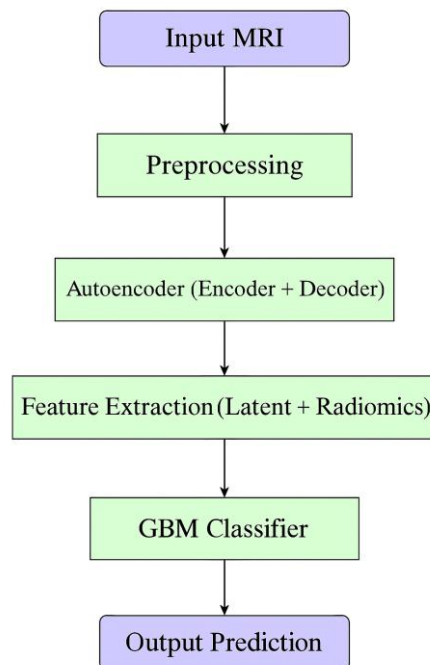 Input MRI
Preprocessing
Autoencoder (Encoder + Decoder)
Feature Extraction (Latent + Radiomics)
GBM Classifier
Output Prediction